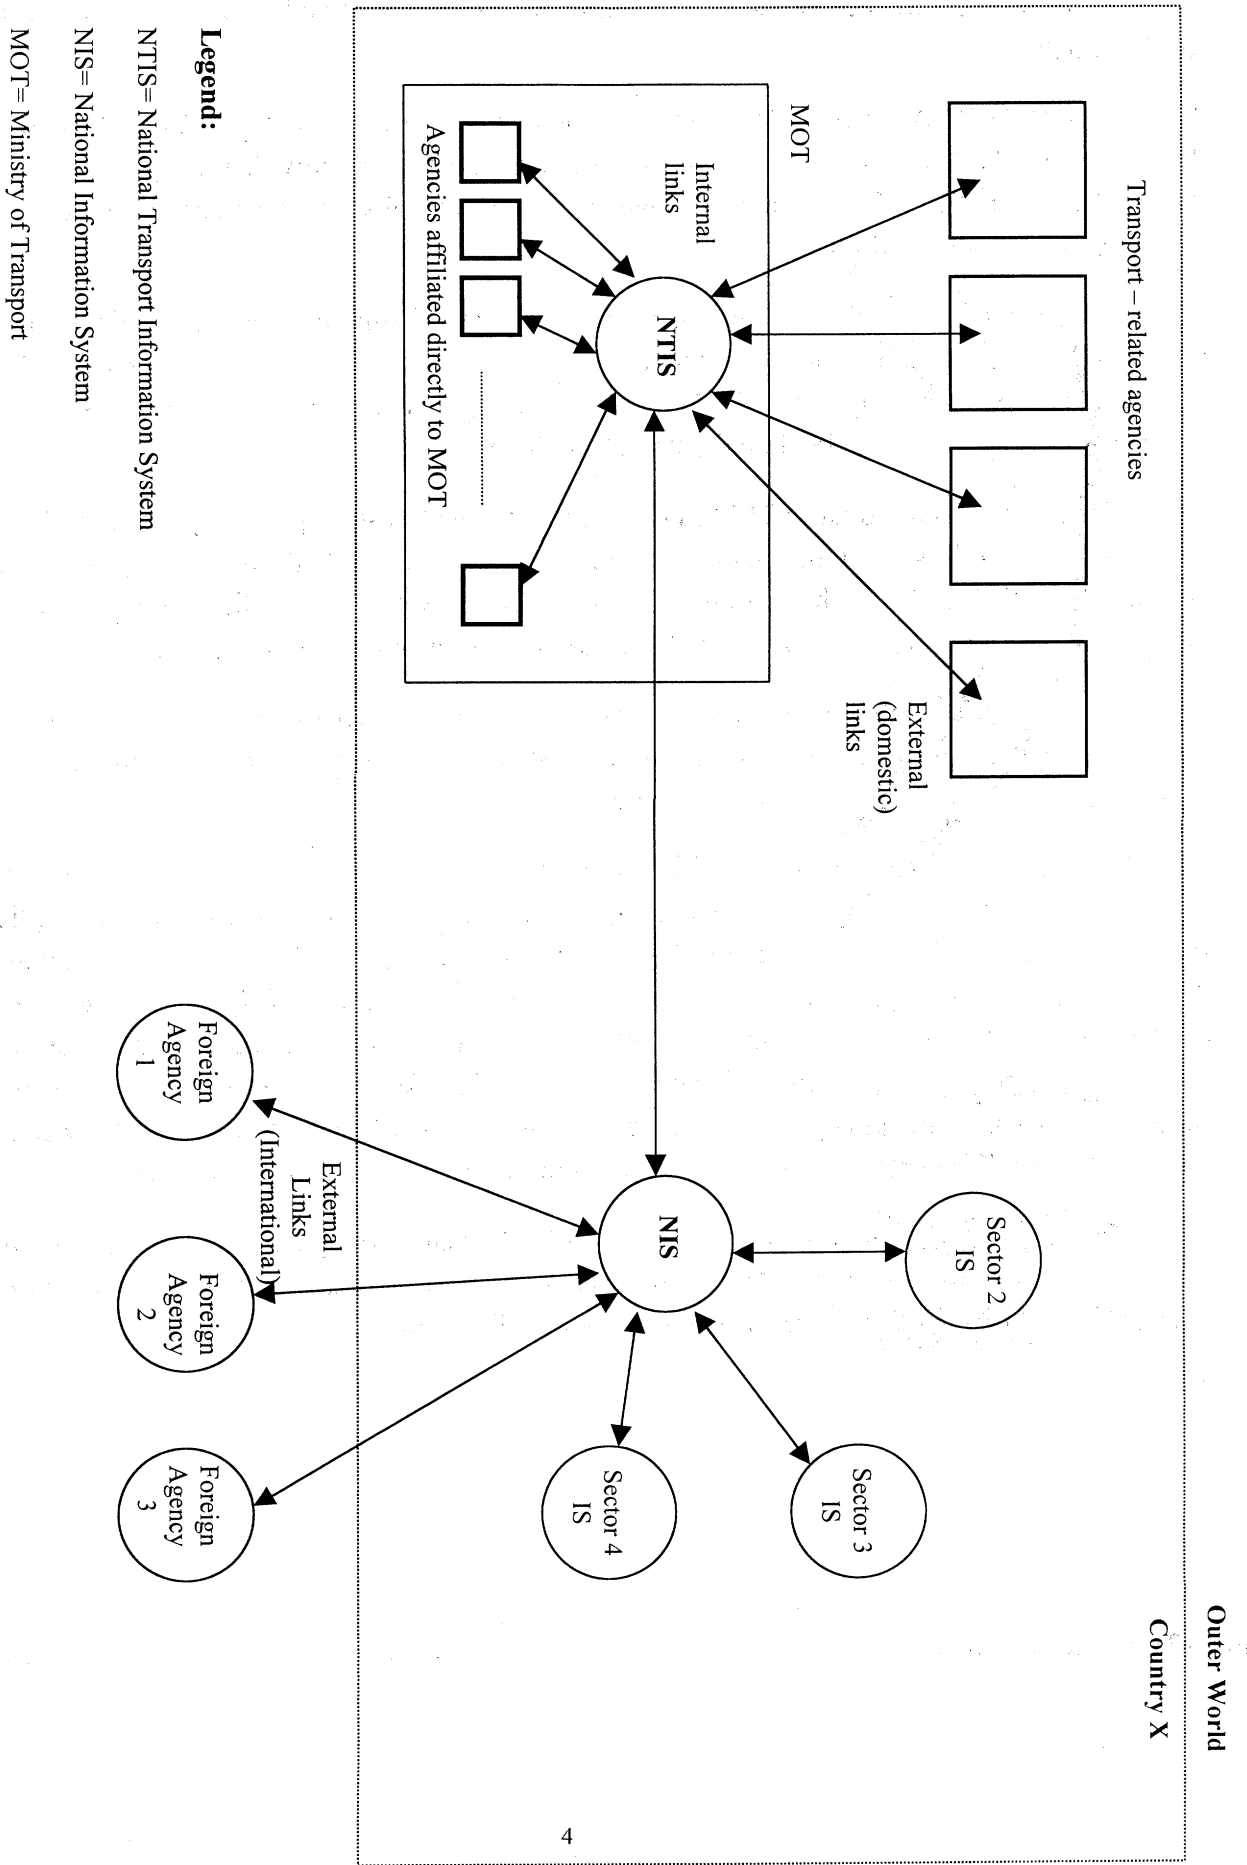 Outer World
Country X
Transport – related agencies
External
(domestic)
links
MOT
Internal
links
NTIS
Agencies affiliated directly to MOT
Sector 2
IS
Sector 3
IS
NIS
Sector 4
IS
External
Links
(International)
Foreign
Agency
1
Foreign
Agency
2
Foreign
Agency
3
Legend:
NTIS= National Transport Information System
NIS= National Information System
MOT= Ministry of Transport
4